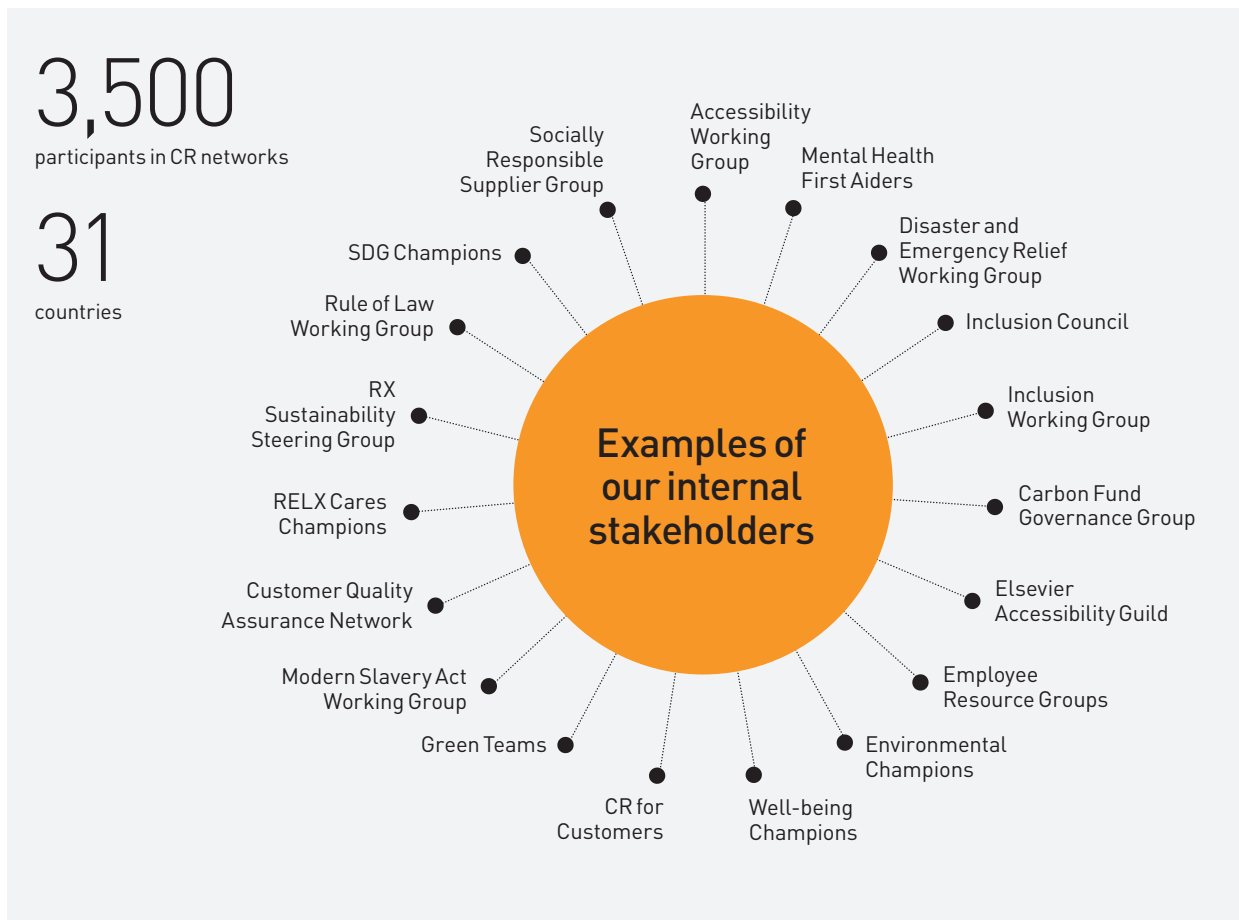 3,500
participants in CR networks
31
countries
Examples of
our internal
stakeholders
Accessibility
Working
Group
Mental Health
First Aiders
Disaster and
Emergency Relief
Working Group
Inclusion Council
Inclusion
Working Group
Carbon Fund
Governance Group
Elsevier
Accessibility Guild
Employee
Resource Groups
Environmental
Champions
Well-being
Champions
CR for
Customers
Green Teams
Modern Slavery Act
Working Group
Customer Quality
Assurance Network
RELX Cares
Champions
RX
Sustainability
Steering Group
Rule of Law
Working Group
SDG Champions
Socially
Responsible
Supplier Group